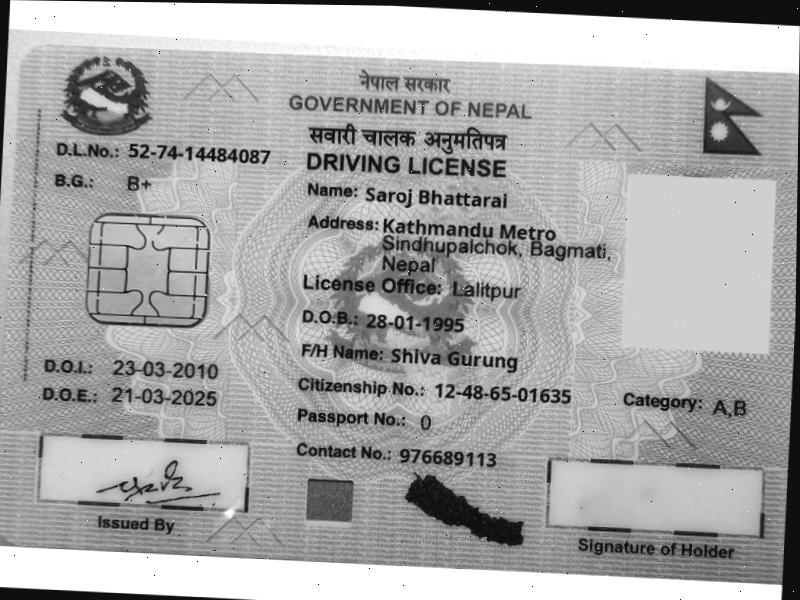 नेपाल सरकार
GOVERNMENT OF NEPAL
सवारी चालक अनुमतिपत्र
DRIVING LICENSE
D.L.No.: 52-74-14484087
B.G.: B+
Name: Saroj Bhattarai
Address: Kathmandu Metro
Sindhupalchok, Bagmati,
Nepal
License Office: Lalitpur
D.O.B.: 28-01-1995
F/H Name: Shiva Gurung
D.O.I.: 23-03-2010
D.O.E.: 21-03-2025
Citizenship No.: 12-48-65-01635
Category: A,B
Passport No.: 0
Contact No.: 976689113
Issued By
Signature of Holder